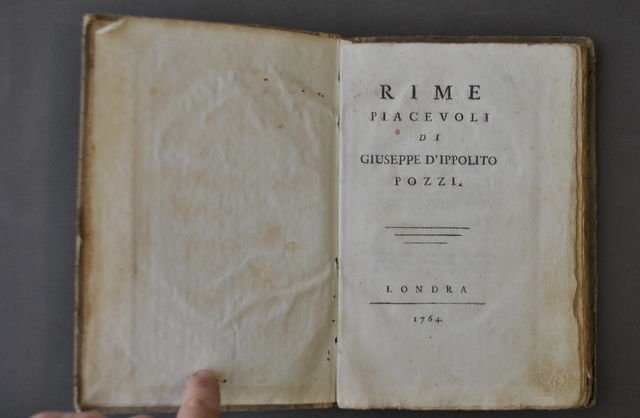 RIME
PIACEVOLI
DI
GIUSEPPE D'IPPOLITO
POZZI.
LONDRA
1764.